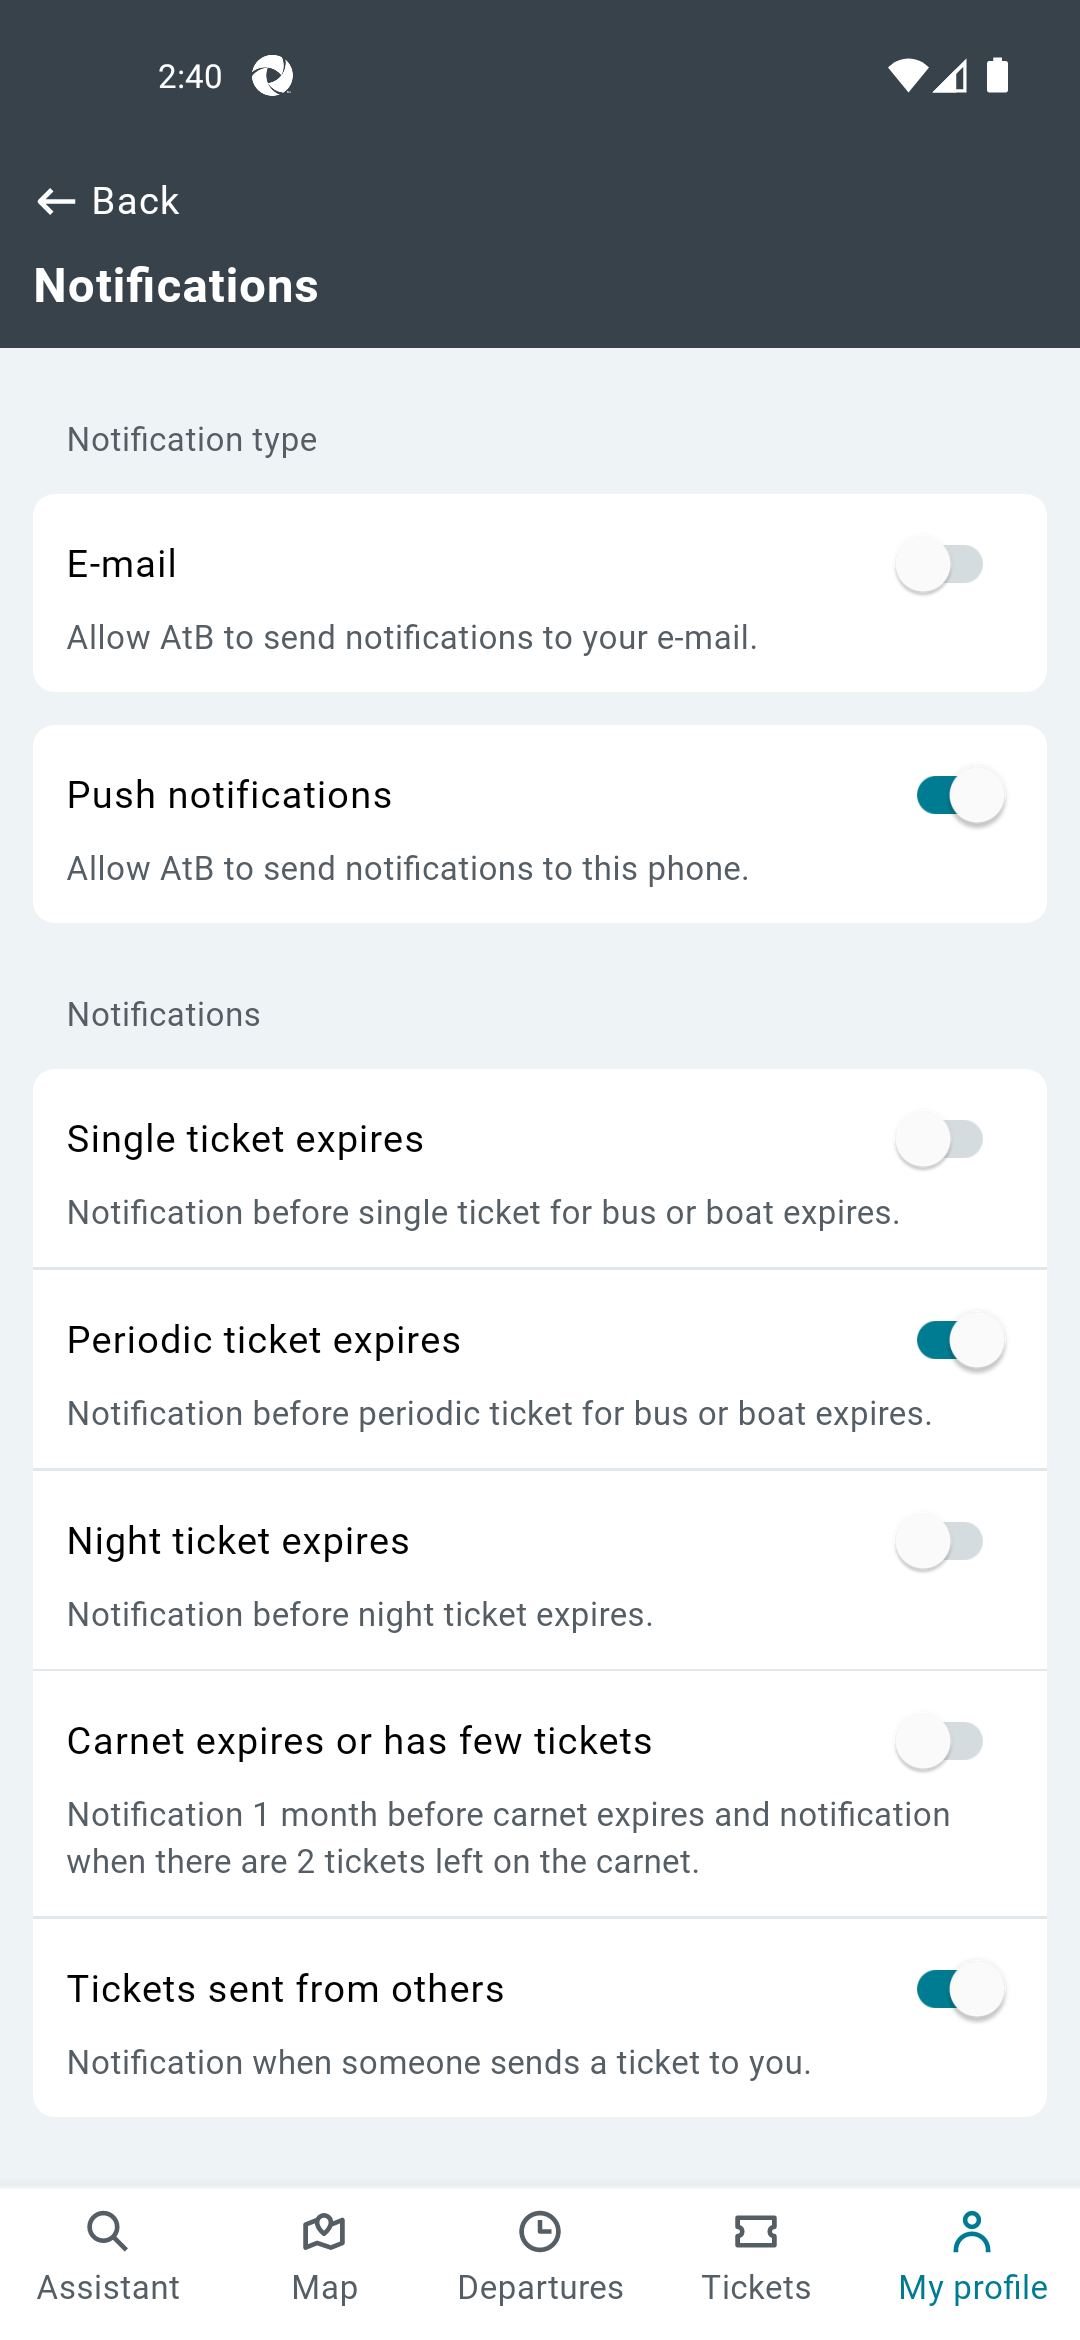 2:40
Back
Notifications
Notification type
E-mail
Allow AtB to send notifications to your e-mail.
Push notifications
Allow AtB to send notifications to this phone.
Notifications
Single ticket expires
Notification before single ticket for bus or boat expires.
Periodic ticket expires
Notification before periodic ticket for bus or boat expires.
Night ticket expires
Notification before night ticket expires.
Carnet expires or has few tickets
Notification 1 month before carnet expires and notification
when there are 2 tickets left on the carnet.
Tickets sent from others
Notification when someone sends a ticket to you.
Assistant
Map
Departures
Tickets
My profile